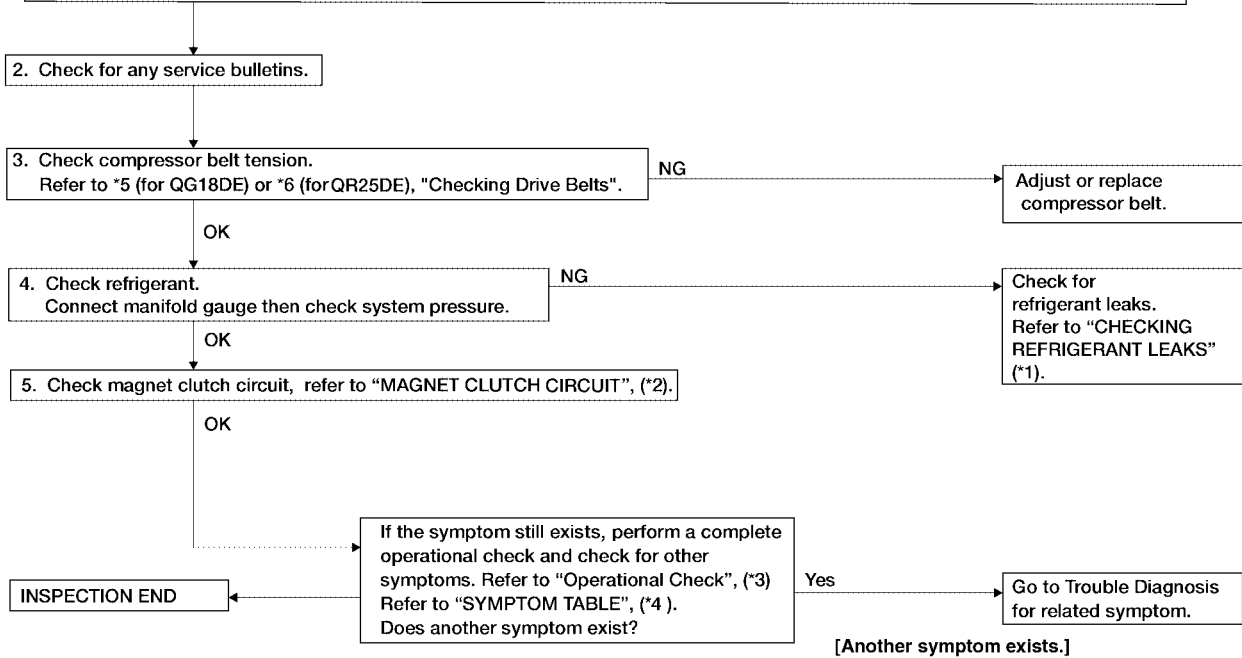 2. Check for any service bulletins.
3. Check compressor belt tension.
Refer to *5 (for QG18DE) or *6 (forQR25DE), "Checking Drive Belts".
NG
Adjust or replace
compressor belt.
OK
4. Check refrigerant.
Connect manifold gauge then check system pressure.
NG
Check for
refrigerant leaks.
Refer to “CHECKING
REFRIGERANT LEAKS”
(*1).
OK
5. Check magnet clutch circuit, refer to “MAGNET CLUTCH CIRCUIT”, (*2).
OK
If the symptom still exists, perform a complete
operational check and check for other
symptoms. Refer to “Operational Check”, (*3)
Refer to “SYMPTOM TABLE”, (*4 ).
Does another symptom exist?
INSPECTION END
Yes
Go to Trouble Diagnosis
for related symptom.
[Another symptom exists.]